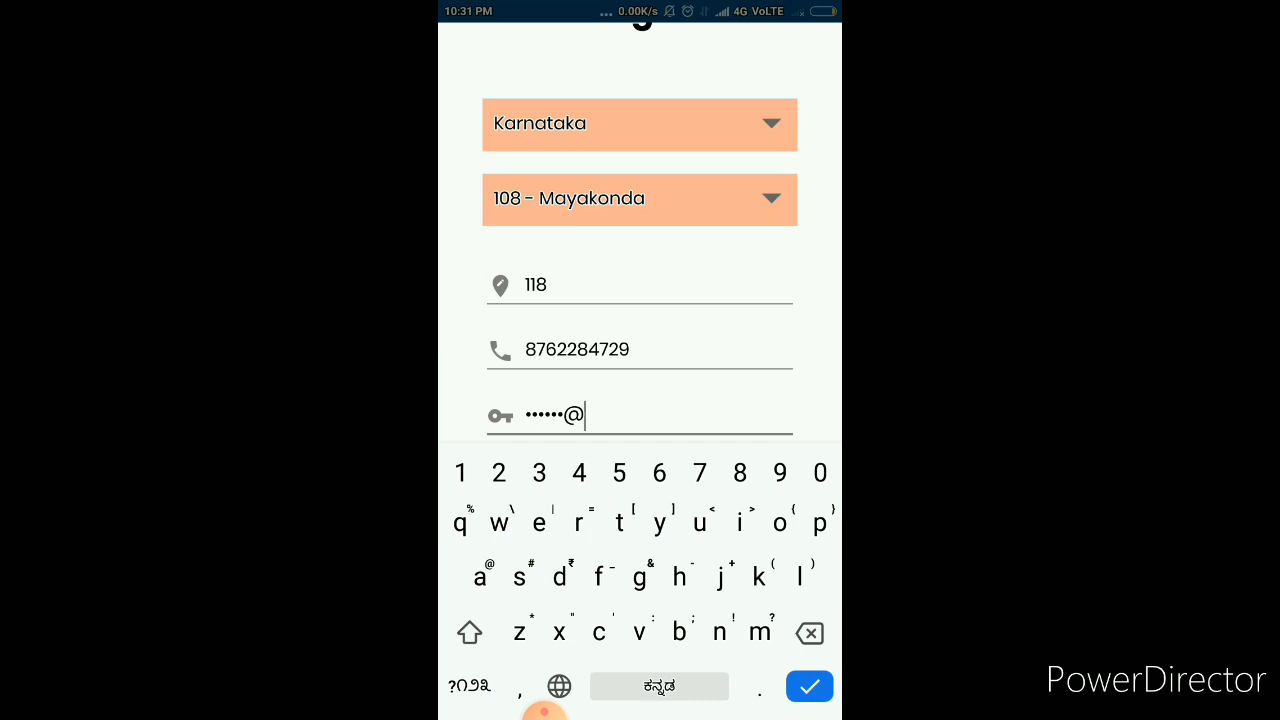 10:31 PM ... 0.00K/s 4G VoLTE
Karnataka
108 - Mayakonda
118
8762284729
••••••@
1 2 3 4 5 6 7 8 9 0
% \ | = [ ] < > { }
q w e r t y u i o p
@ # ₹ _ & - + ( )
a s d f g h j k l
* " ' : ; ! ?
z x c v b n m
?೧೨೩ , ಕನ್ನಡ .
PowerDirector